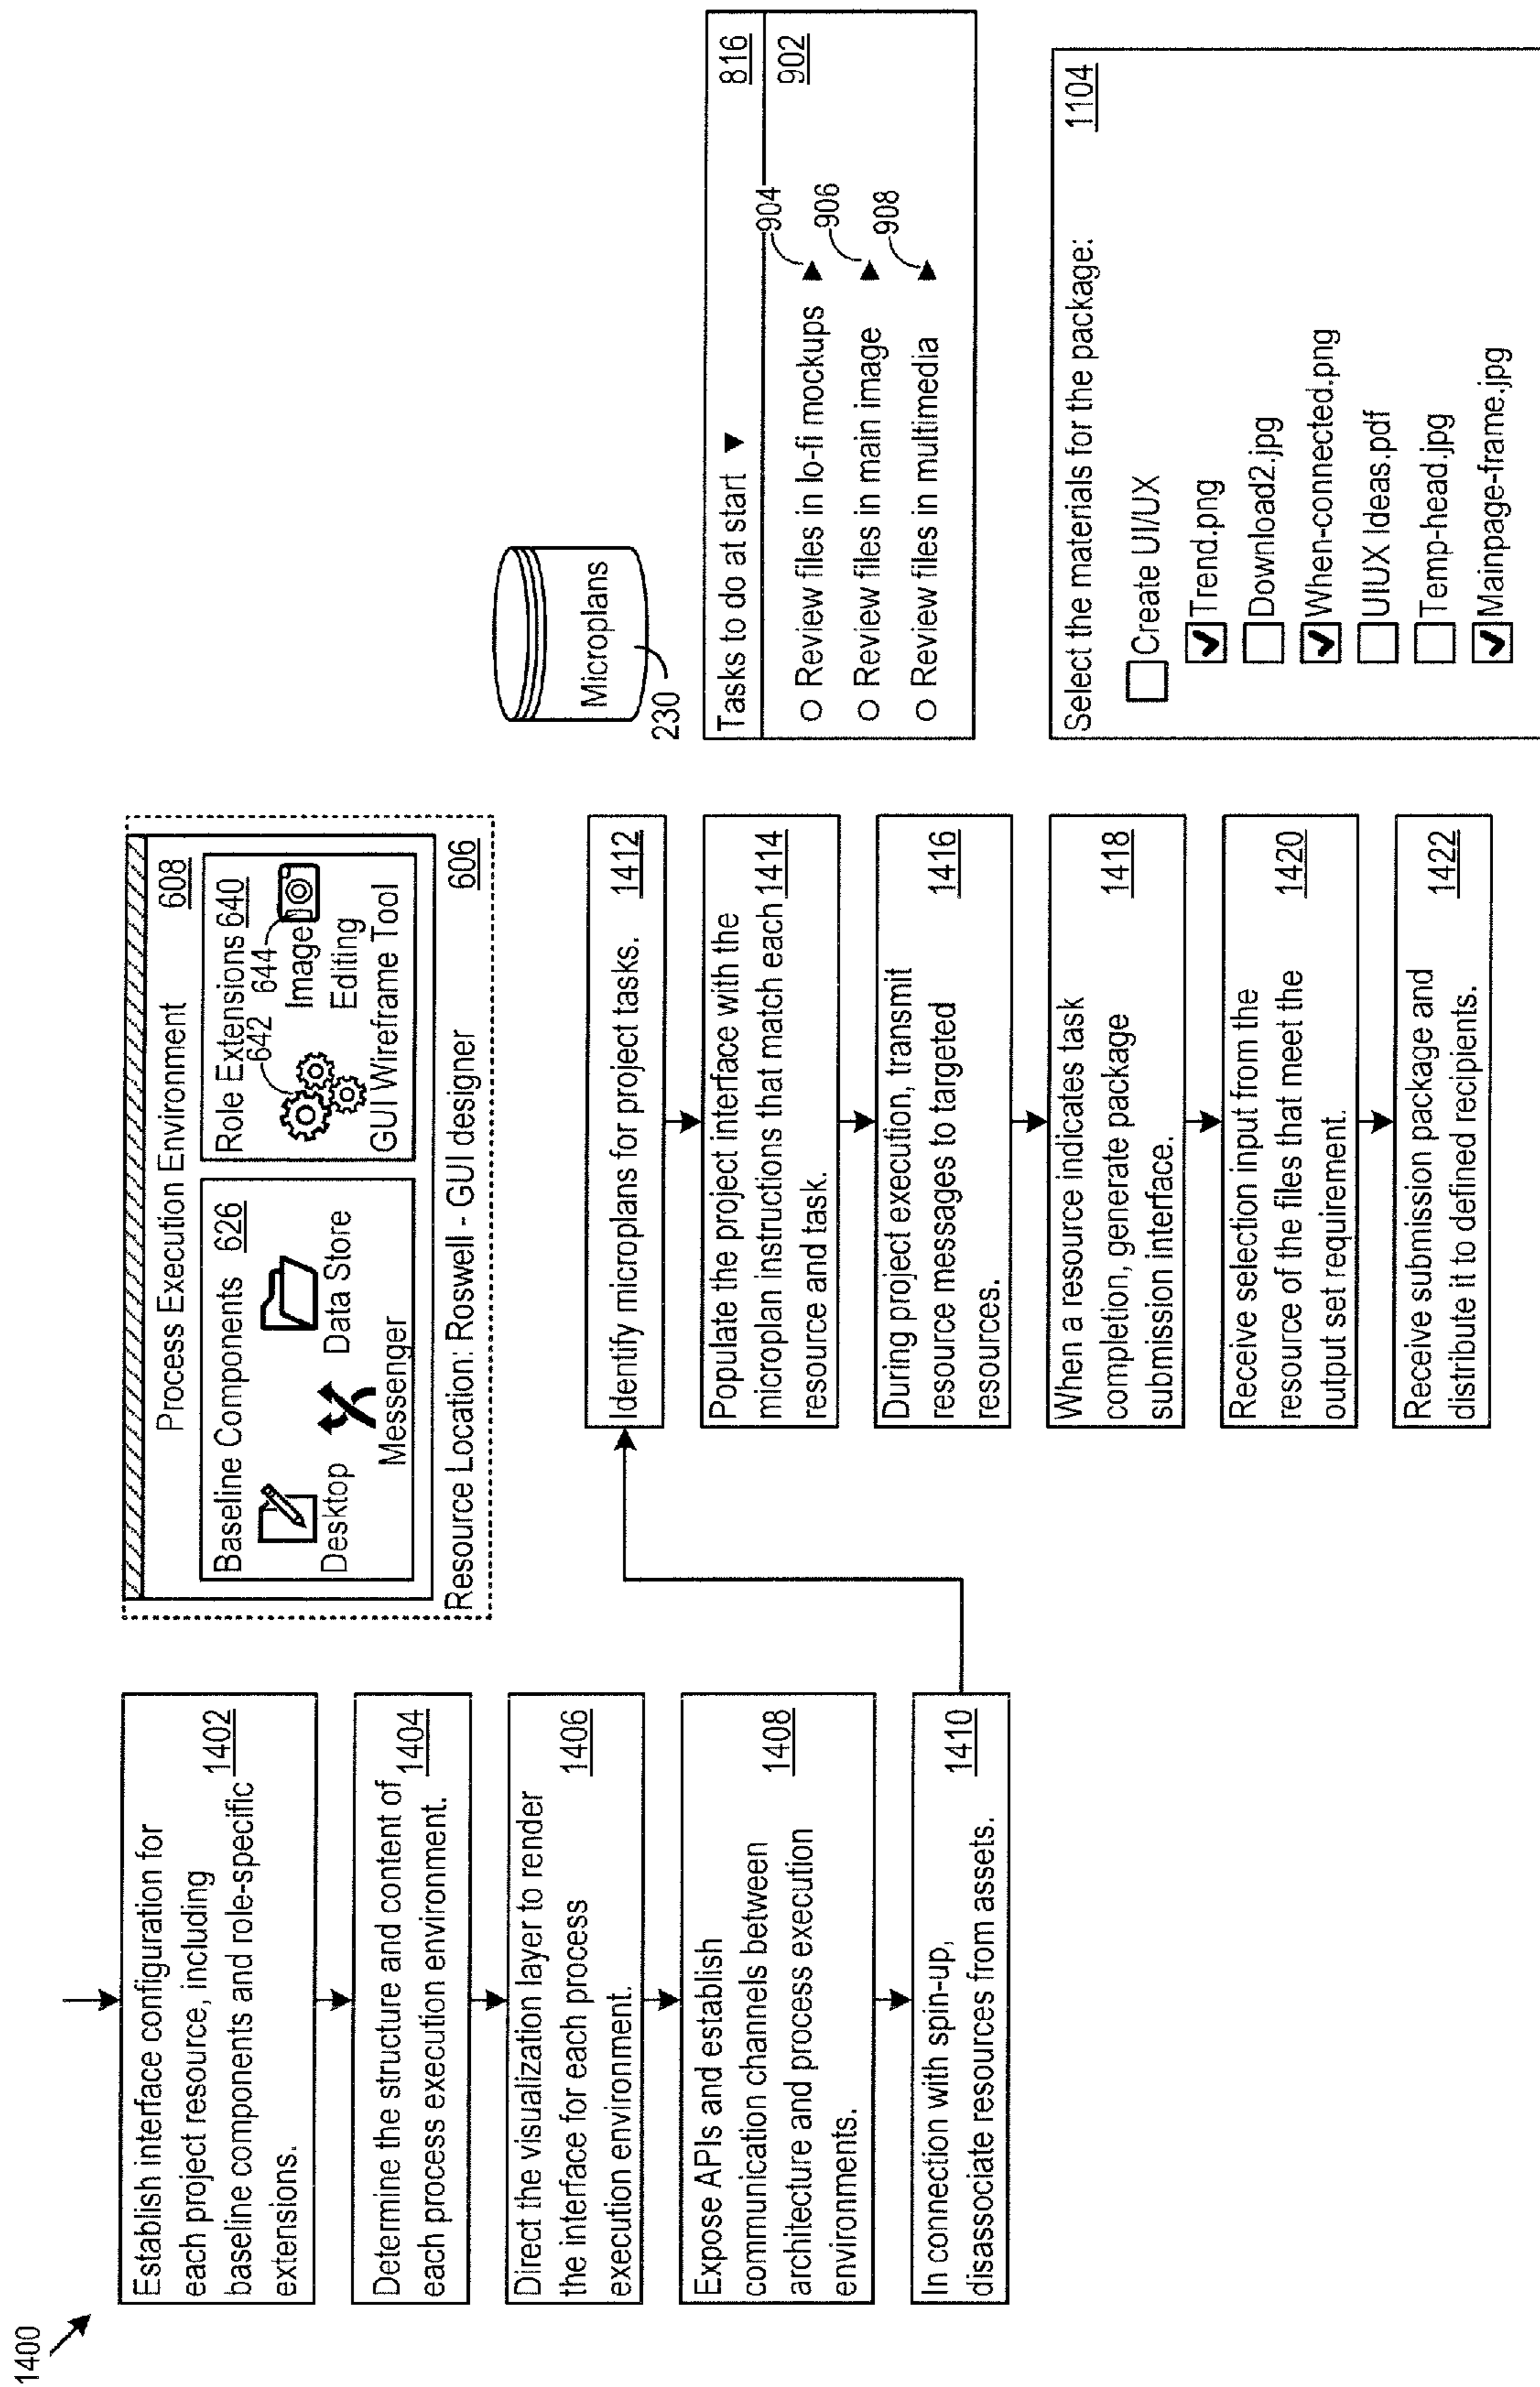 1400
Establish interface configuration for
each project resource, including 1402
baseline components and role-specific
extensions.
Determine the structure and content of 1404
each process execution environment.
Direct the visualization layer to render
the interface for each process 1406
execution environment.
Expose APIs and establish
communication channels between 1408
architecture and process execution
environments.
In connection with spin-up, 1410
disassociate resources from assets.
Process Execution Environment 608
Baseline Components 626
Desktop
Messenger
Data Store
Role Extensions 640
642
644
Image
Editing
GUI Wireframe Tool
Resource Location: Roswell - GUI designer 606
Identify microplans for project tasks. 1412
Populate the project interface with the
microplan instructions that match each 1414
resource and task.
During project execution, transmit
resource messages to targeted 1416
resources.
When a resource indicates task
completion, generate package 1418
submission interface.
Receive selection input from the
resource of the files that meet the 1420
output set requirement.
Receive submission package and
distribute it to defined recipients. 1422
Microplans
230
Tasks to do at start ▼ 816
902
Review files in lo-fi mockups 904
Review files in main image 906
Review files in multimedia 908
Select the materials for the package: 1104
Create UI/UX
Trend.png
Download2.jpg
When-connected.png
UIUX Ideas.pdf
Temp-head.jpg
Mainpage-frame.jpg